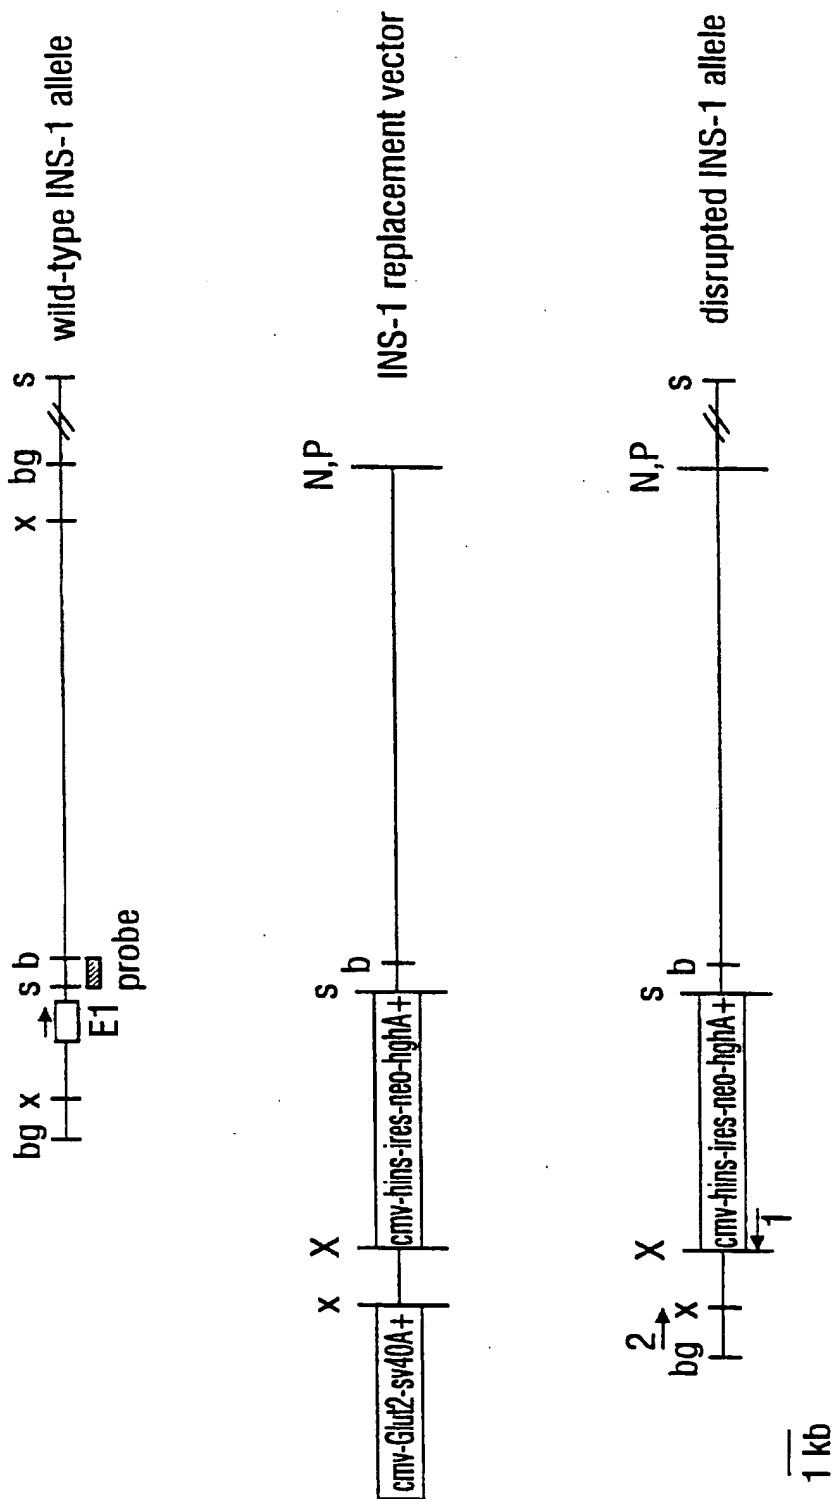 bg x s b x bg s
E1
probe
wild-type INS-1 allele
x X s b N,P
cmv-Glut2-sv40A+
cmv-hins-ires-neo-hghA+
INS-1 replacement vector
2
bg x X s b N,P s
cmv-hins-ires-neo-hghA+
1
disrupted INS-1 allele
1 kb